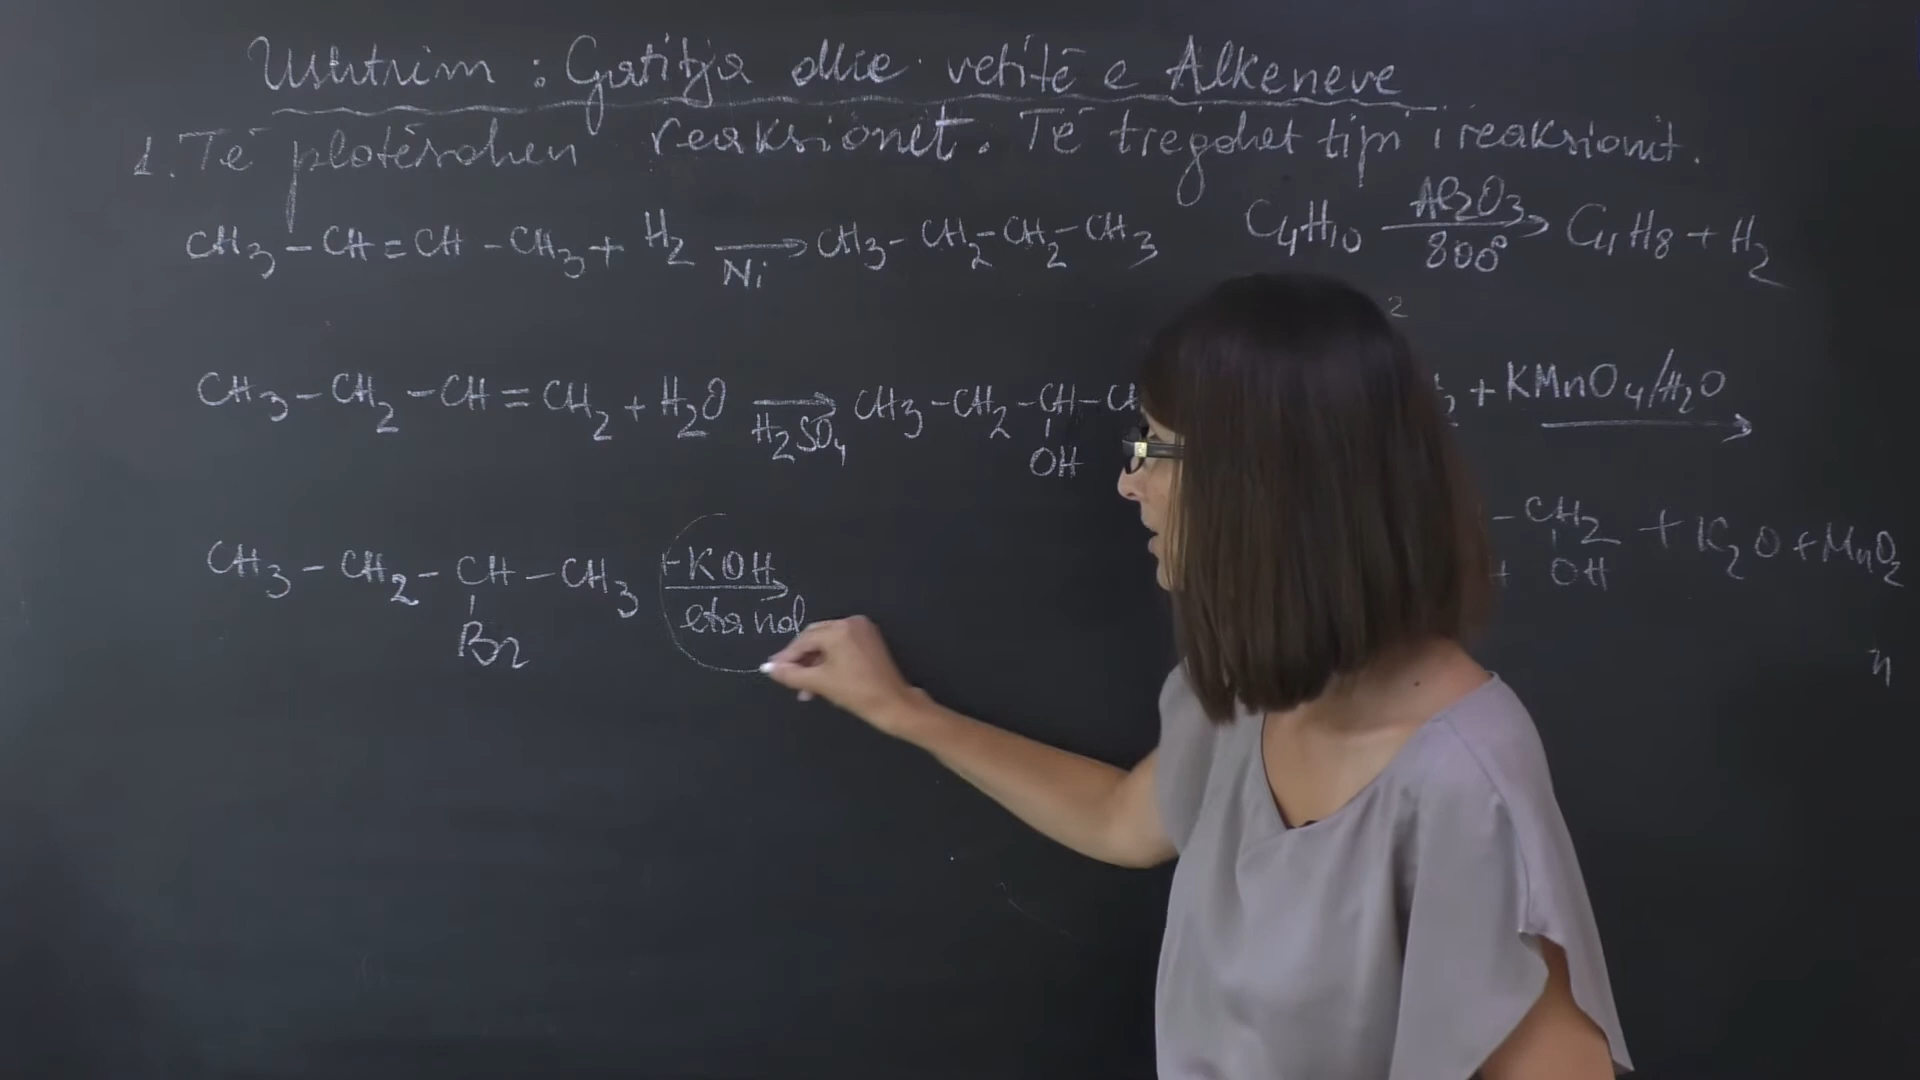 Ushtrim : Gatitja dhe vetitë e Alkeneve
1. Të plotësohen reaksionet. Të tregohet tipi i reaksionit.
CH3 – CH = CH – CH3 + H2 → Ni CH3 – CH2 – CH2 – CH3
C4H10 Al2O3 → 800° C4H8 + H2
2
CH3 – CH2 – CH = CH2 + H2O → H2SO4 CH3 – CH2 – CH –
OH
2 + KMnO4/H2O →
– CH2 + K2O + MnO2
OH
CH3 – CH2 – CH – CH3 -KOH → etanol
Br
n